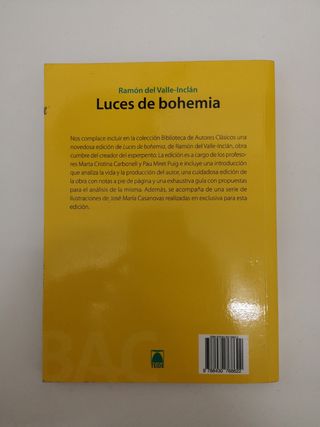 Ramón del Valle-Inclán
Luces de bohemia
Nos complace incluir en la colección Biblioteca de Autores Clásicos una
novedosa edición de Luces de bohemia, de Ramón del Valle-Inclán, obra
cumbre del creador del esperpento. La edición es a cargo de los profeso-
res Marta Cristina Carbonell y Pau Miret Puig e incluye una introducción
que analiza la vida y la producción del autor, una cuidadosa edición de
la obra con notas a pie de página y una exhaustiva guía con propuestas
para el análisis de la misma. Además, se acompaña de una serie de
ilustraciones de José María Casanovas realizadas en exclusiva para esta
edición.
BAC
TEIDE
9 788430 768622